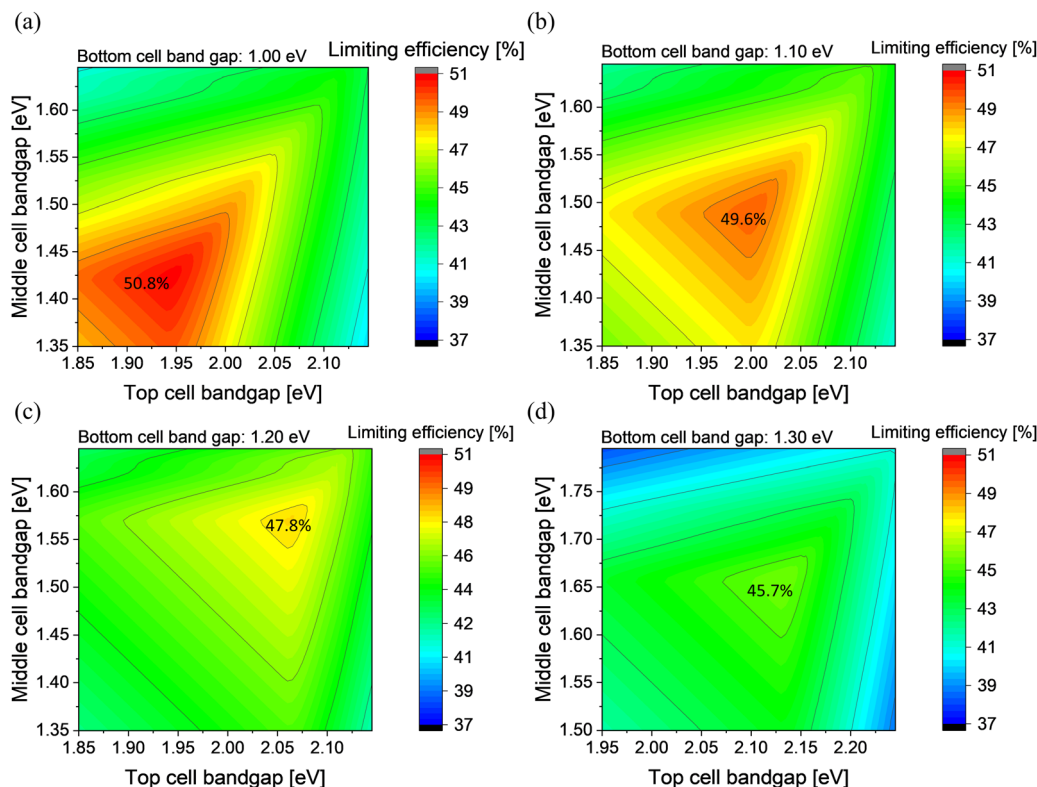 (a)
Bottom cell band gap: 1.00 eV
Limiting efficiency [%]
Middle cell bandgap [eV]
1.60
1.55
1.50
1.45
1.40
1.35
50.8%
1.85 1.90 1.95 2.00 2.05 2.10
Top cell bandgap [eV]
51
49
47
45
43
41
39
37
(b)
Bottom cell band gap: 1.10 eV
Limiting efficiency [%]
Middle cell bandgap [eV]
1.60
1.55
1.50
1.45
1.40
1.35
49.6%
1.85 1.90 1.95 2.00 2.05 2.10
Top cell bandgap [eV]
51
49
47
45
43
41
39
37
(c)
Bottom cell band gap: 1.20 eV
Limiting efficiency [%]
Middle cell bandgap [eV]
1.60
1.55
1.50
1.45
1.40
1.35
47.8%
1.85 1.90 1.95 2.00 2.05 2.10
Top cell bandgap [eV]
51
49
48
46
44
42
41
39
37
(d)
Bottom cell band gap: 1.30 eV
Limiting efficiency [%]
Middle cell bandgap [eV]
1.75
1.70
1.65
1.60
1.55
1.50
45.7%
1.95 2.00 2.05 2.10 2.15 2.20
Top cell bandgap [eV]
51
49
47
45
43
41
39
37